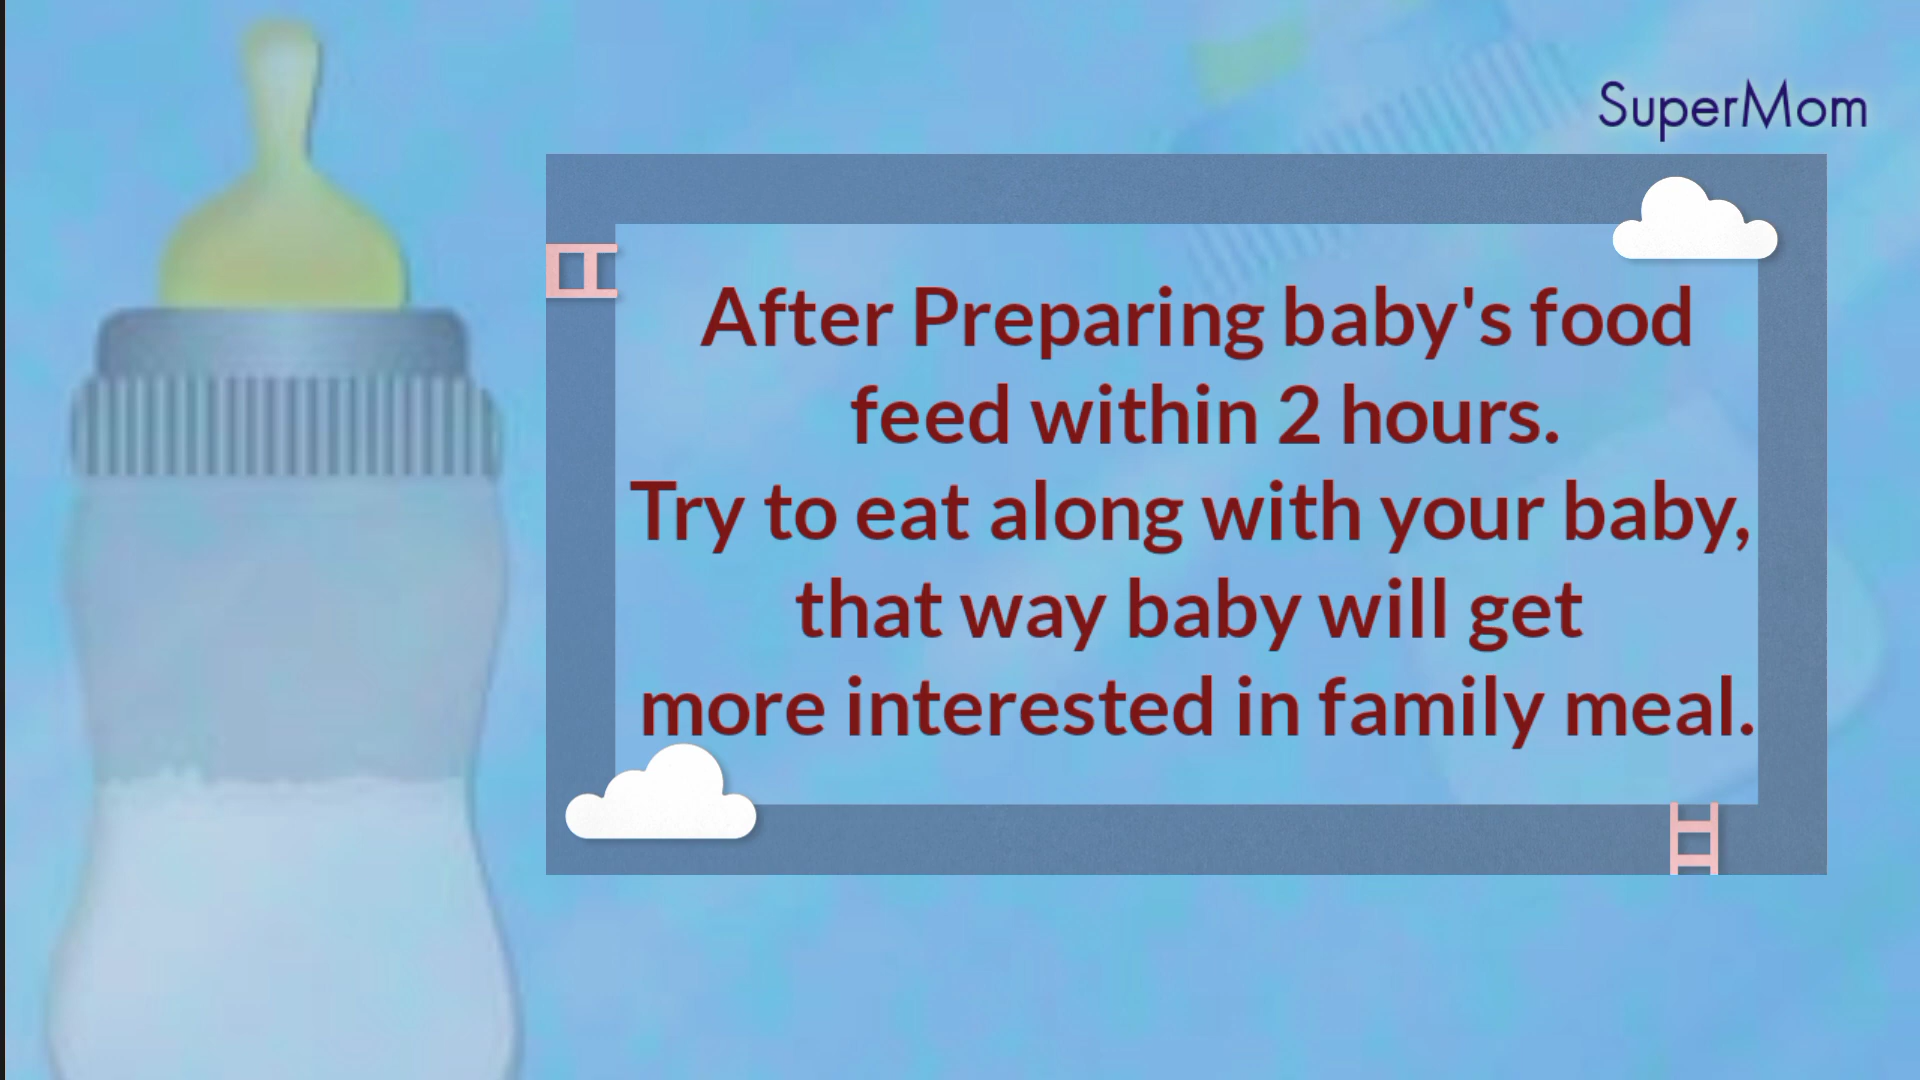 SuperMom
After Preparing baby's food
feed within 2 hours.
Try to eat along with your baby,
that way baby will get
more interested in family meal.